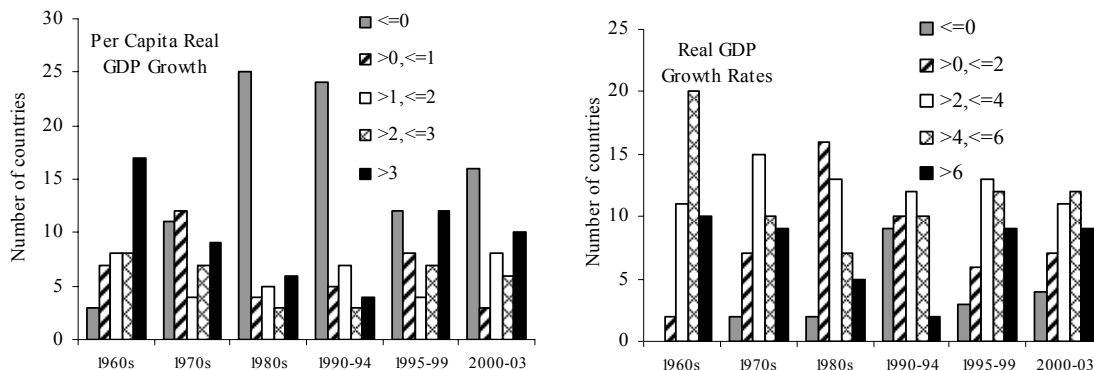 Per Capita Real
GDP Growth
<=0
>0,<=1
>1,<=2
>2,<=3
>3
Number of countries
30
25
20
15
10
5
0
1960s 1970s 1980s 1990-94 1995-99 2000-03
Real GDP
Growth Rates
<=0
>0,<=2
>2,<=4
>4,<=6
>6
Number of countries
25
20
15
10
5
0
1960s 1970s 1980s 1990-94 1995-99 2000-03